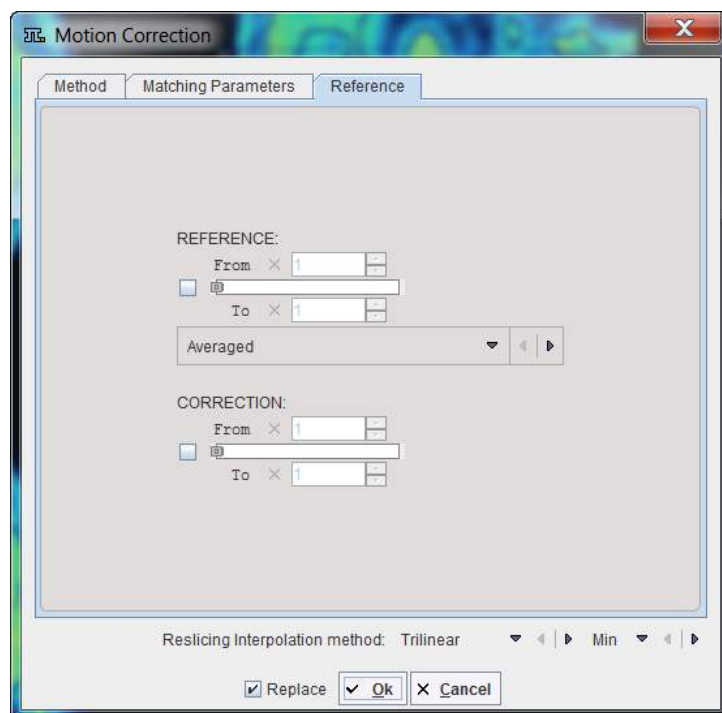 Motion Correction
Method Matching Parameters Reference
REFERENCE:
From 1
To 1
Averaged
CORRECTION:
From 1
To 1
Reslicing Interpolation method: Trilinear Min
Replace Ok Cancel